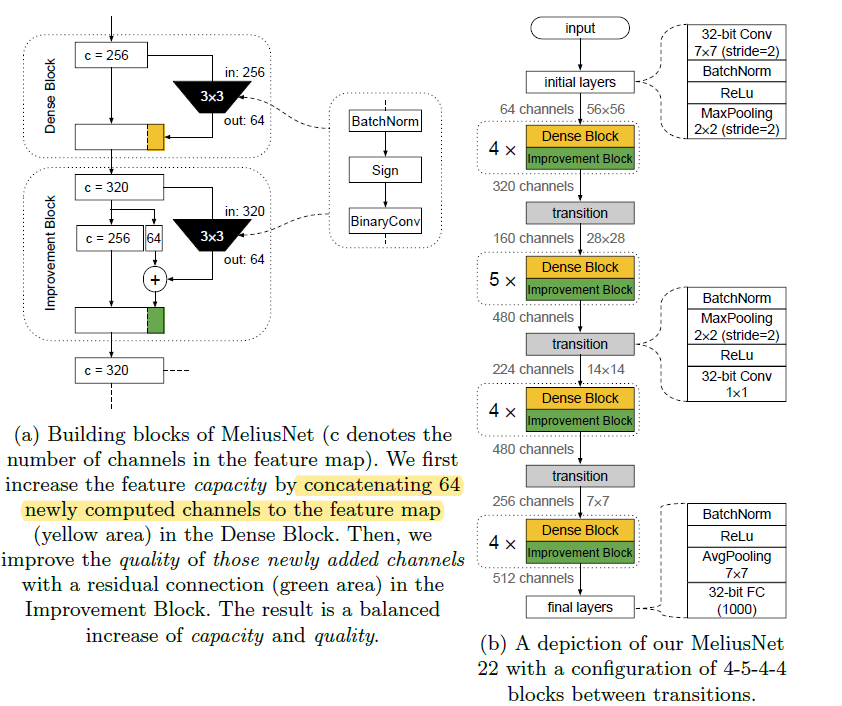 Dense Block
c = 256
in: 256
3x3
out: 64
Improvement Block
c = 320
in: 320
c = 256
64
3x3
out: 64
+
c = 320
BatchNorm
Sign
BinaryConv
(a) Building blocks of MeliusNet (c denotes the
number of channels in the feature map). We first
increase the feature capacity by concatenating 64
newly computed channels to the feature map
(yellow area) in the Dense Block. Then, we
improve the quality of those newly added channels
with a residual connection (green area) in the
Improvement Block. The result is a balanced
increase of capacity and quality.
input
initial layers
64 channels 56×56
4 ×
Dense Block
Improvement Block
320 channels
transition
160 channels 28×28
5 ×
Dense Block
Improvement Block
480 channels
transition
224 channels 14×14
4 ×
Dense Block
Improvement Block
480 channels
transition
256 channels 7×7
4 ×
Dense Block
Improvement Block
512 channels
final layers
32-bit Conv
7×7 (stride=2)
BatchNorm
ReLu
MaxPooling
2×2 (stride=2)
BatchNorm
MaxPooling
2×2 (stride=2)
ReLu
32-bit Conv
1×1
BatchNorm
ReLu
AvgPooling
7×7
32-bit FC
(1000)
(b) A depiction of our MeliusNet
22 with a configuration of 4-5-4-4
blocks between transitions.